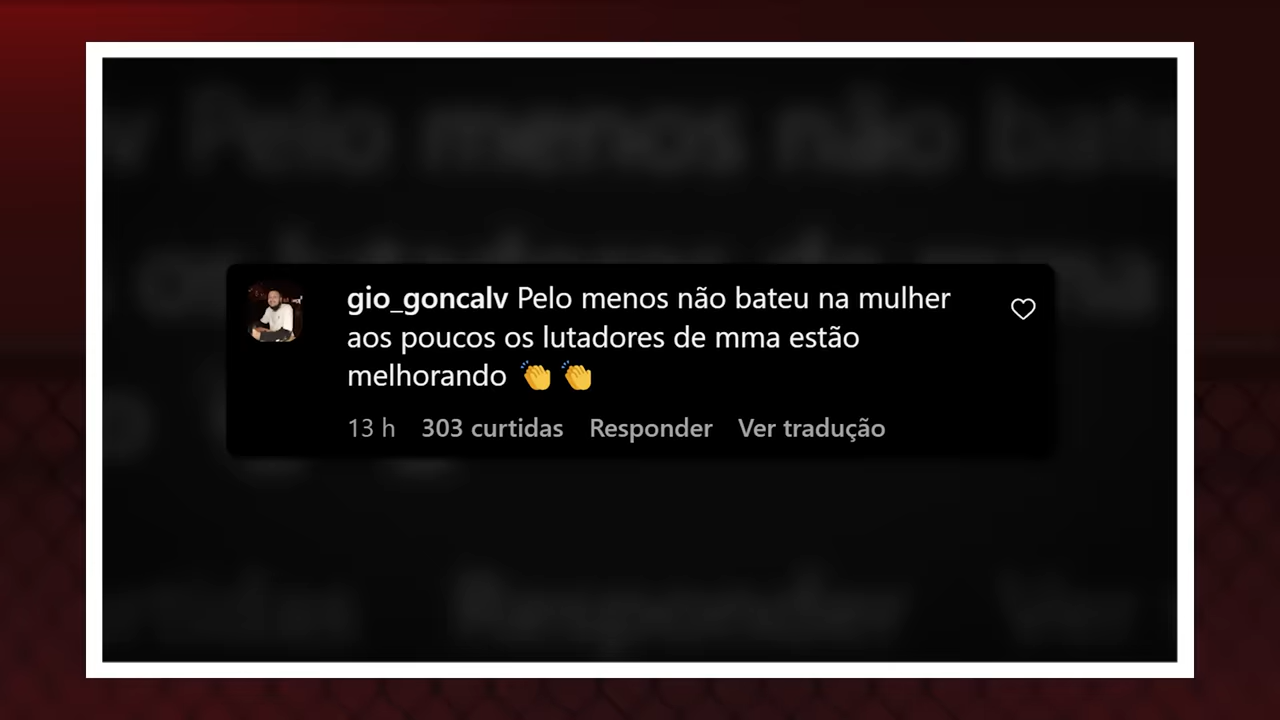 gio_goncalv Pelo menos não bateu na mulher
aos poucos os lutadores de mma estão
melhorando 👏 👏
13 h 303 curtidas Responder Ver tradução